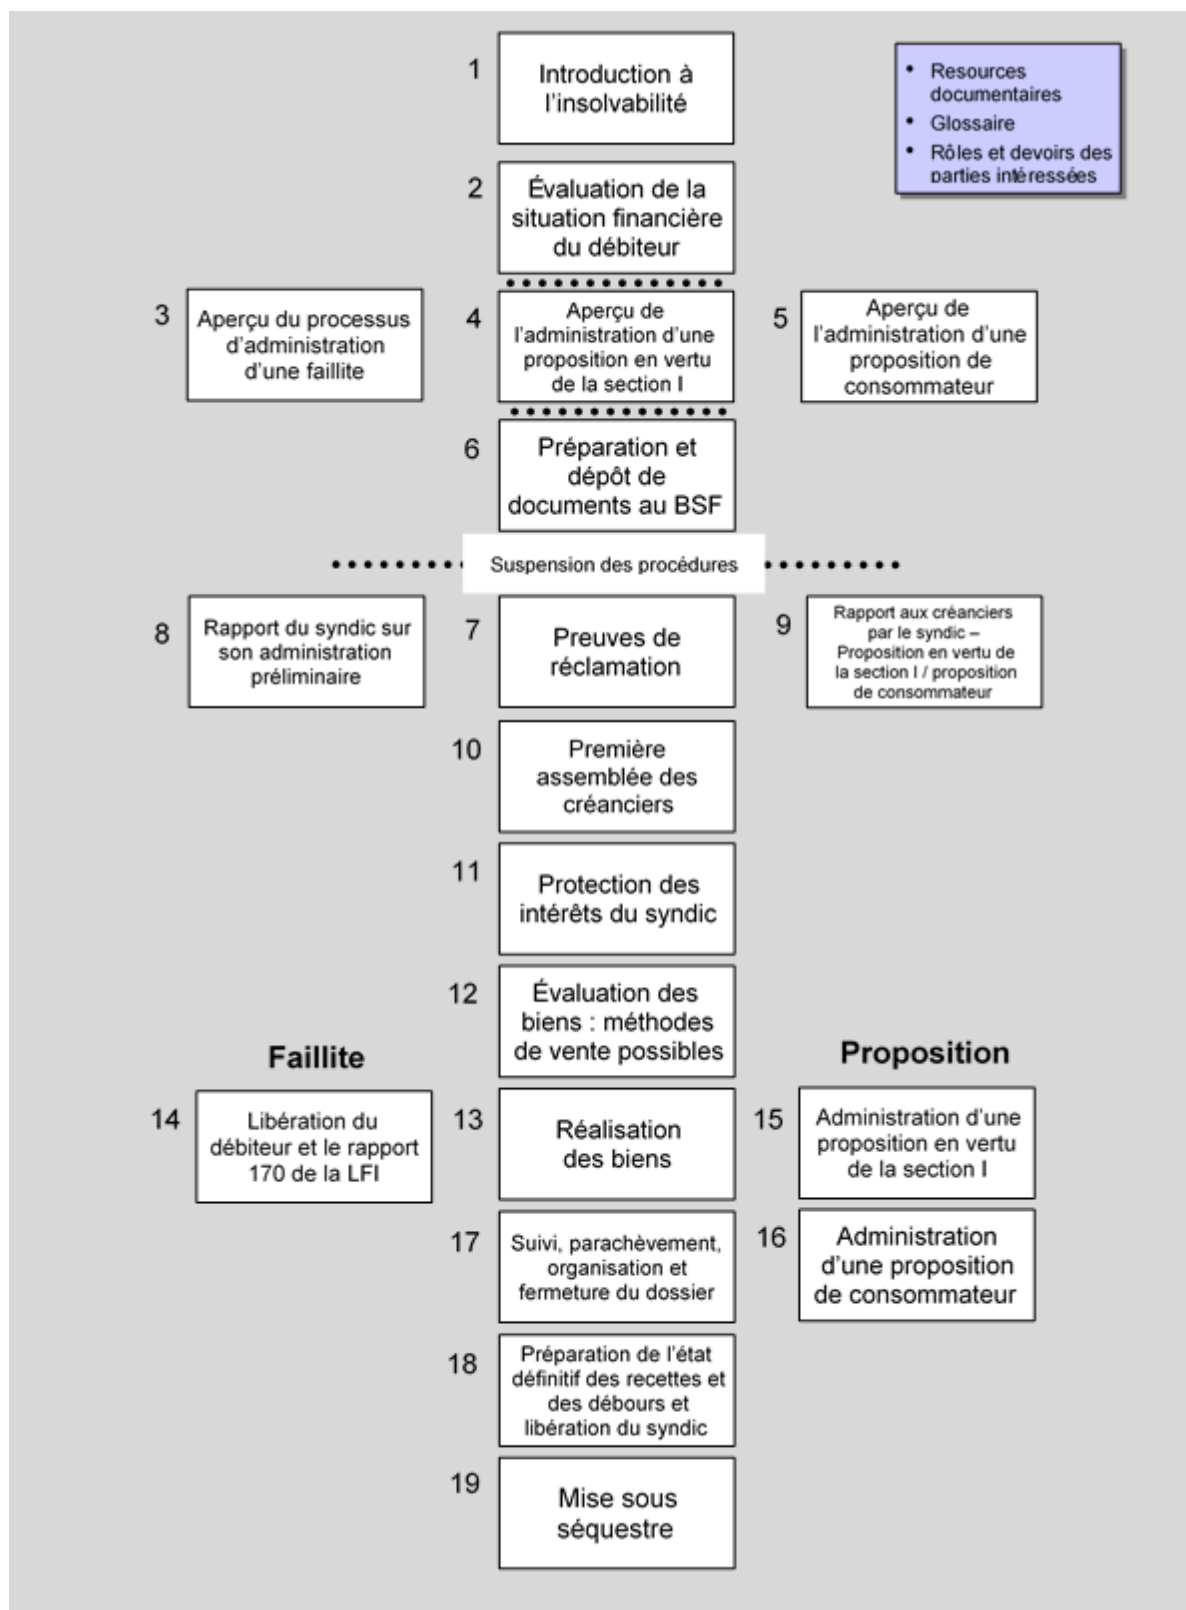 1
Introduction à
l'insolvabilité
• Resources
documentaires
• Glossaire
• Rôles et devoirs des
parties intéressées
2
Évaluation de la
situation financière
du débiteur
3
Aperçu du processus
d'administration
d'une faillite
4
Aperçu de
l'administration d'une
proposition en vertu
de la section I
5
Aperçu de
l'administration d'une
proposition de
consommateur
6
Préparation et
dépôt de
documents au BSF
Suspension des procédures
8
Rapport du syndic sur
son administration
préliminaire
7
Preuves de
réclamation
9
Rapport aux créanciers
par le syndic –
Proposition en vertu de
la section I / proposition
de consommateur
10
Première
assemblée des
créanciers
11
Protection des
intérêts du syndic
12
Évaluation des
biens : méthodes
de vente possibles
Faillite
Proposition
14
Libération du
débiteur et le rapport
170 de la LFI
13
Réalisation
des biens
15
Administration d'une
proposition en vertu
de la section I
17
Suivi, parachèvement,
organisation et
fermeture du dossier
16
Administration
d'une proposition
de consommateur
18
Préparation de l'état
définitif des recettes et
des débours et
libération du syndic
19
Mise sous
séquestre